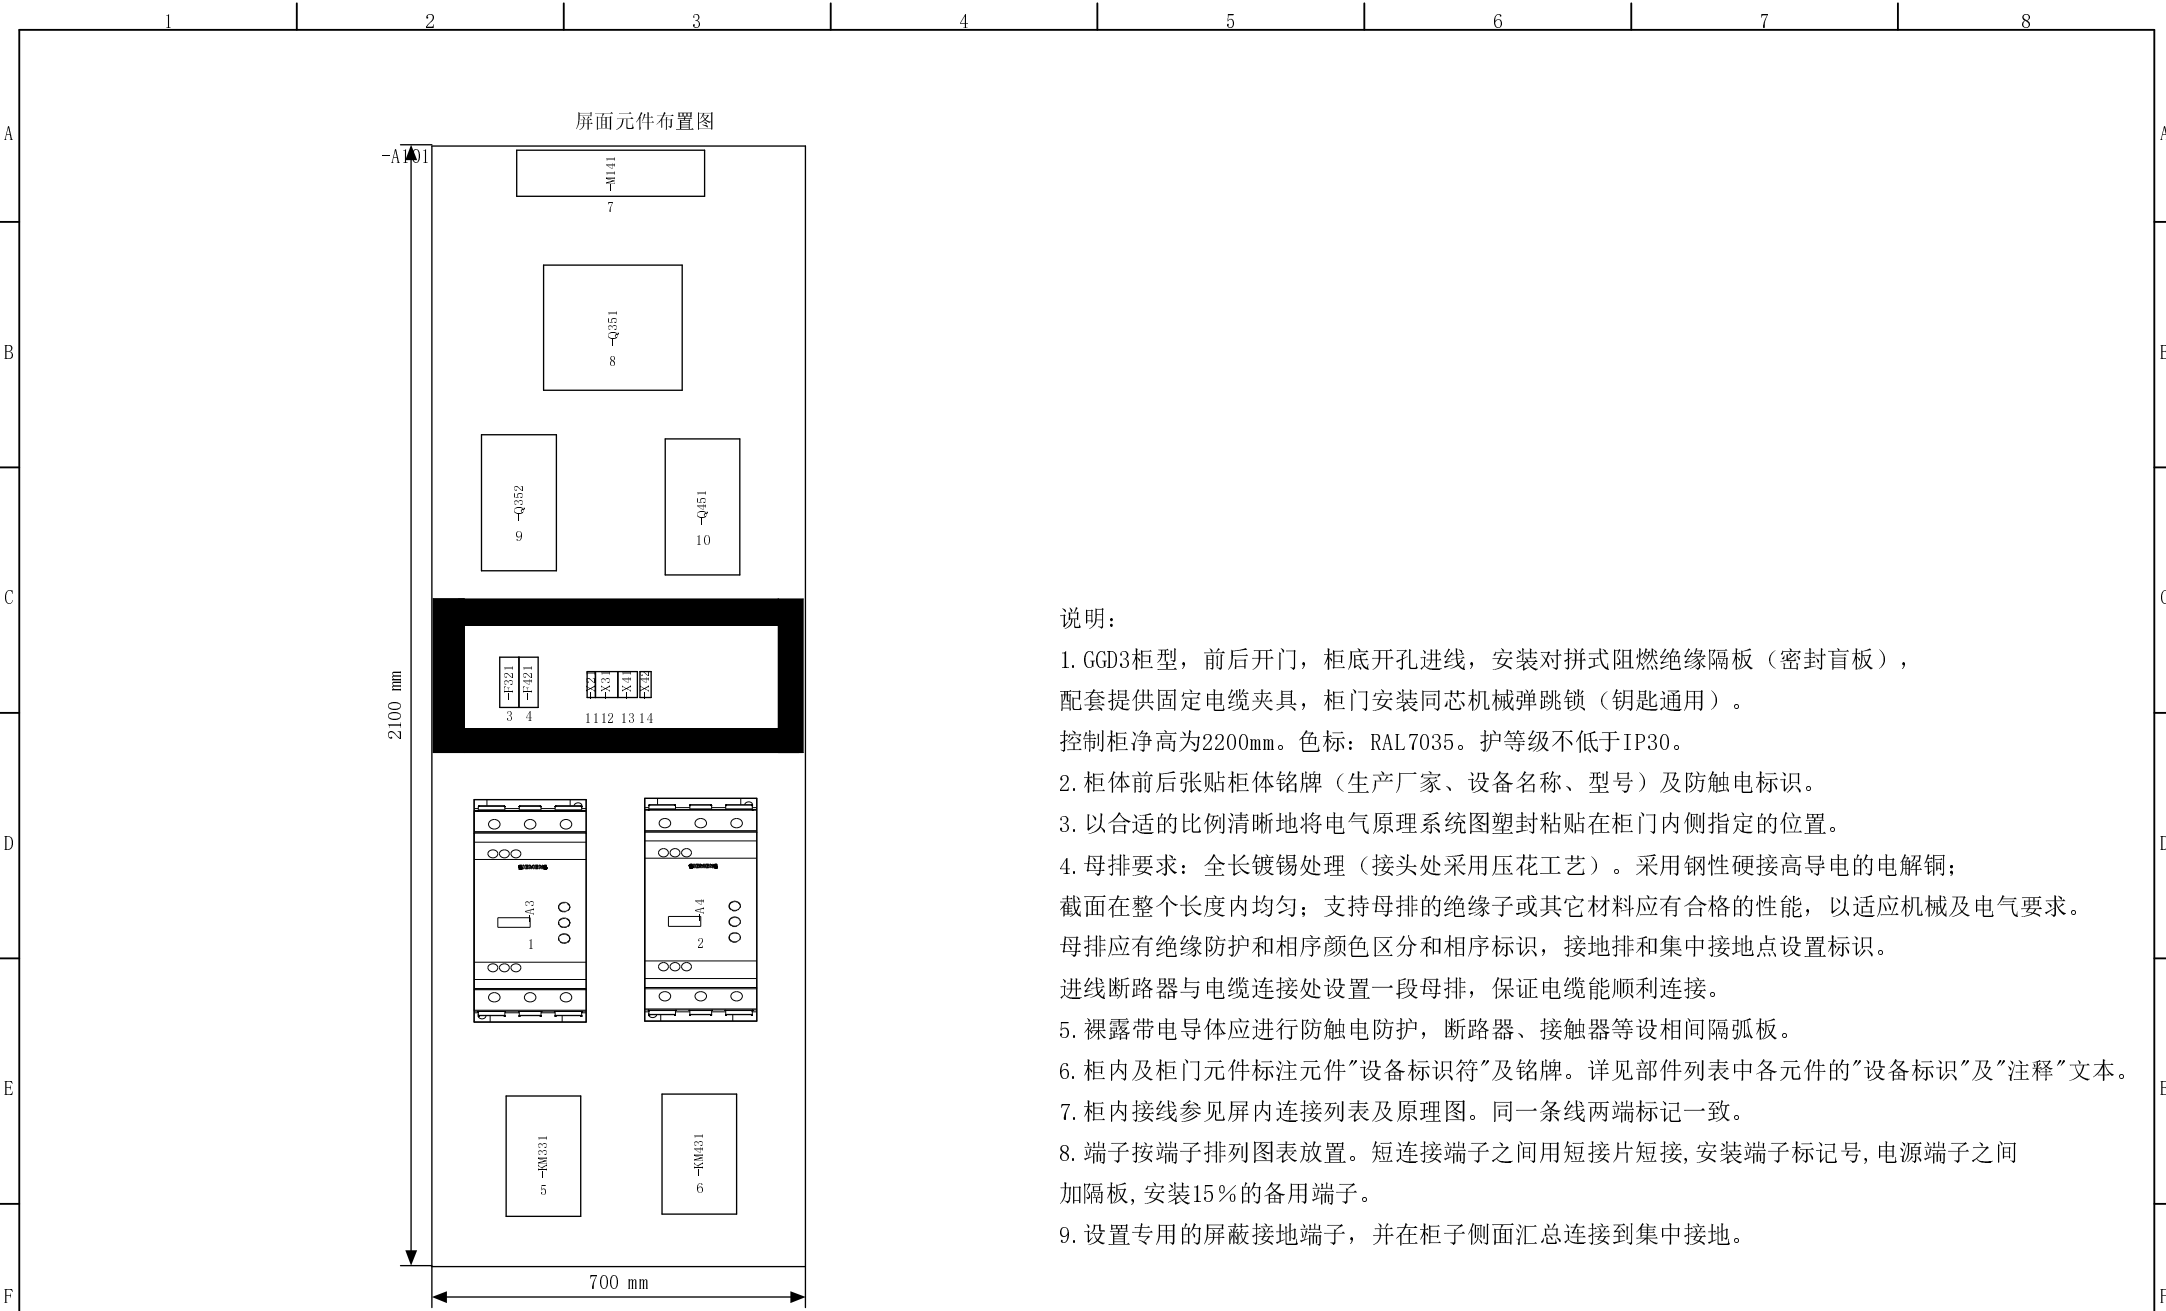 1 2 3 4 5 6 7 8
屏面元件布置图
A A
-A101
-M141
7
-Q351
8
B B
-Q352
9
-Q451
10
C C
-F321 -F421
3 4
-X21 -X31 -X41 -X42
11 12 13 14
2100 mm
D D
-A3
1
-A4
2
E E
-KM331
5
-KM431
6
700 mm
F F
说明：
1.GGD3柜型，前后开门，柜底开孔进线，安装对拼式阻燃绝缘隔板（密封盲板），
配套提供固定电缆夹具，柜门安装同芯机械弹跳锁（钥匙通用）。
控制柜净高为2200mm。色标：RAL7035。护等级不低于IP30。
2.柜体前后张贴柜体铭牌（生产厂家、设备名称、型号）及防触电标识。
3.以合适的比例清晰地将电气原理系统图塑封粘贴在柜门内侧指定的位置。
4.母排要求：全长镀锡处理（接头处采用压花工艺）。采用钢性硬接高导电的电解铜；
截面在整个长度内均匀；支持母排的绝缘子或其它材料应有合格的性能，以适应机械及电气要求。
母排应有绝缘防护和相序颜色区分和相序标识，接地排和集中接地点设置标识。
进线断路器与电缆连接处设置一段母排，保证电缆能顺利连接。
5.裸露带电导体应进行防触电防护，断路器、接触器等设相间隔弧板。
6.柜内及柜门元件标注元件"设备标识符"及铭牌。详见部件列表中各元件的"设备标识"及"注释"文本。
7.柜内接线参见屏内连接列表及原理图。同一条线两端标记一致。
8.端子按端子排列图表放置。短连接端子之间用短接片短接,安装端子标记号,电源端子之间
加隔板,安装15%的备用端子。
9.设置专用的屏蔽接地端子，并在柜子侧面汇总连接到集中接地。